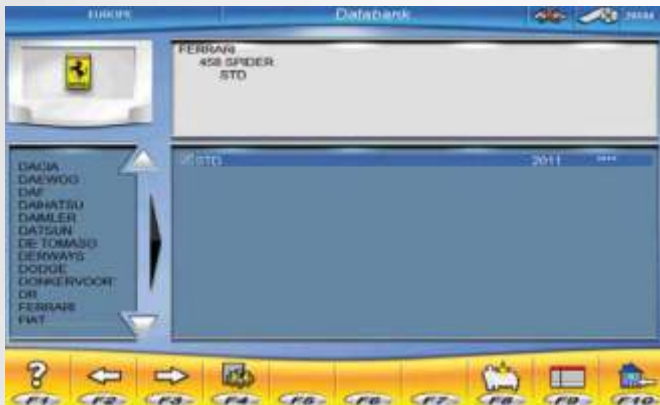 EUROPE
Databank
FERRARI
458 SPIDER
STD
DACIA
DAEWOO
DAF
DAIHATSU
DAIMLER
DATSUN
DE TOMASO
DERWAYS
DODGE
DONKERVOOR
DR
FERRARI
FIAT
STD 2011 ****
?
F1 F2 F3 F4 F5 F6 F7 F8 F9 F10